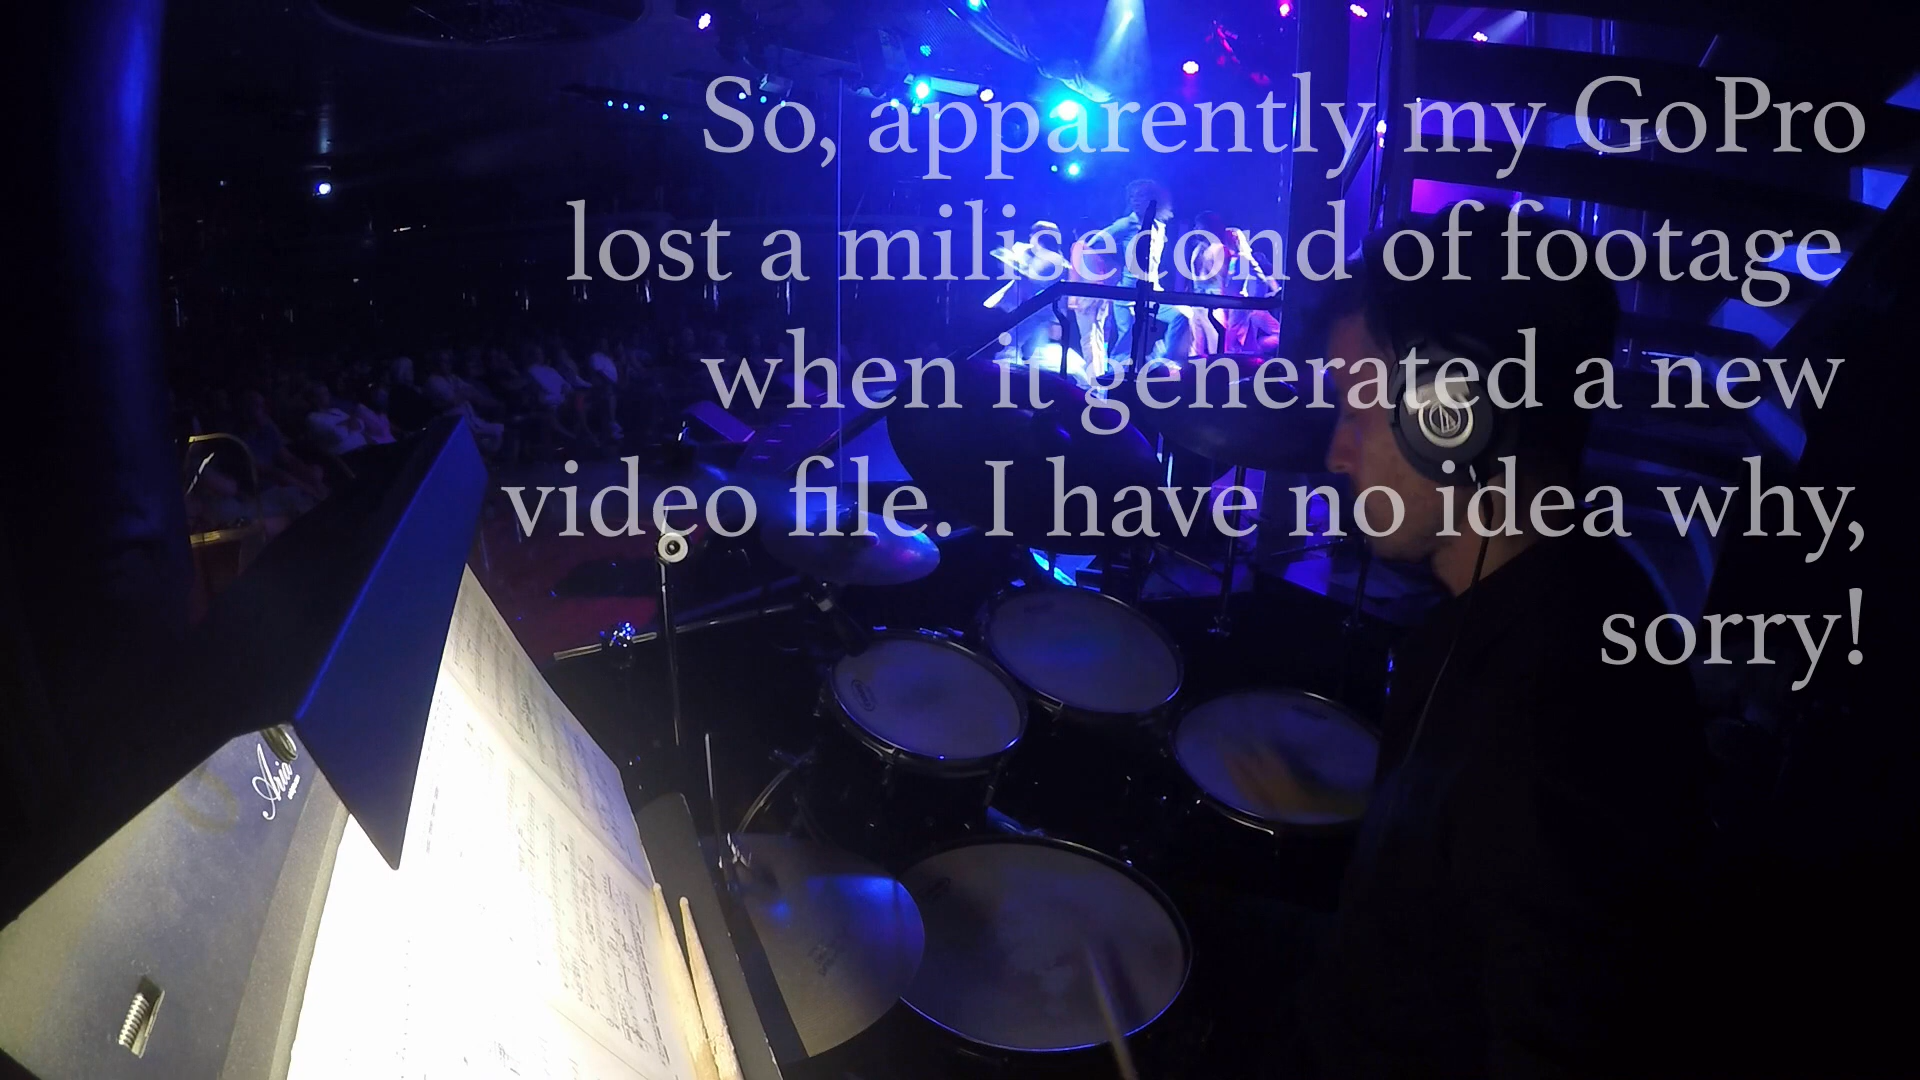 So, apparently my GoPro
lost a milisecond of footage
when it generated a new
video file. I have no idea why,
sorry!
Aria